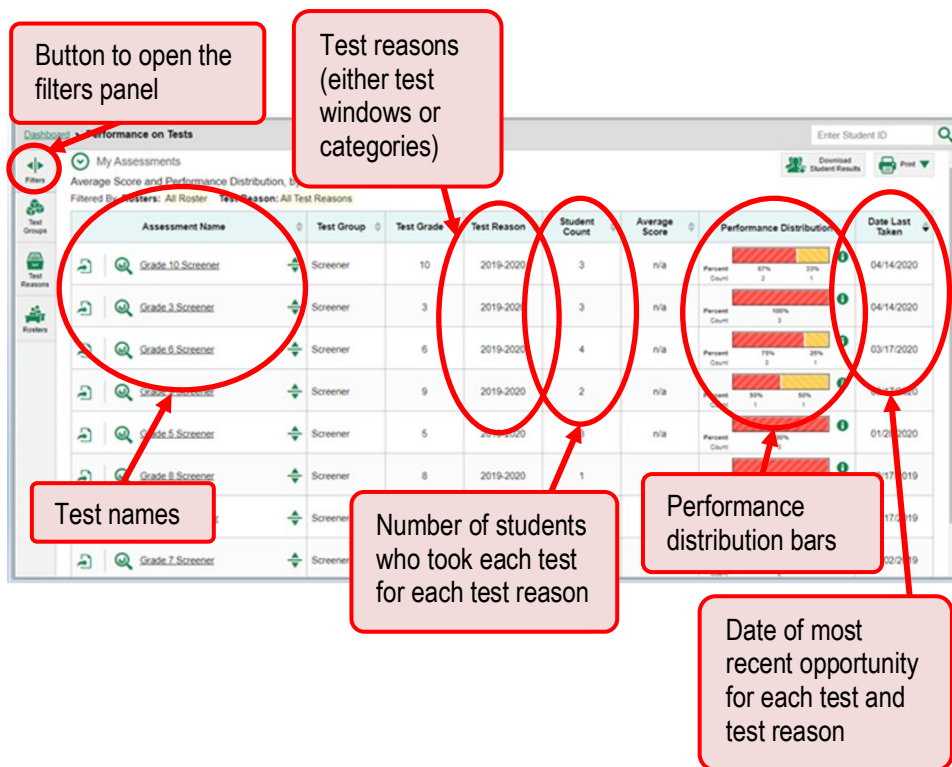 Button to open the
filters panel
Test reasons
(either test
windows or
categories)
Dashboard > Performance on Tests
Enter Student ID
Filters
Test
Groups
Test
Reasons
Rosters
My Assessments
Download
Student Results
Print
Average Score and Performance Distribution, by
Filtered By Rosters: All Roster Test Reason: All Test Reasons
Assessment Name Test Group Test Grade Test Reason Student Count Average Score Performance Distribution Date Last Taken
Grade 10 Screener Screener 10 2019-2020 3 n/a 04/14/2020
Percent 67% 33%
Count 2 1
Grade 3 Screener Screener 3 2019-2020 3 n/a 04/14/2020
Percent 100%
Count 3
Grade 6 Screener Screener 6 2019-2020 4 n/a 03/17/2020
Percent 75% 25%
Count 3 1
Screener Screener 9 2019-2020 2 n/a
Percent 50% 50%
Count 1 1
Grade 5 Screener Screener 5 2019-2020 n/a
Percent
Count
Grade 8 Screener Screener 8 2019-2020 1
Grade 7 Screener Screener
Test names
Number of students
who took each test
for each test reason
Performance
distribution bars
Date of most
recent opportunity
for each test and
test reason